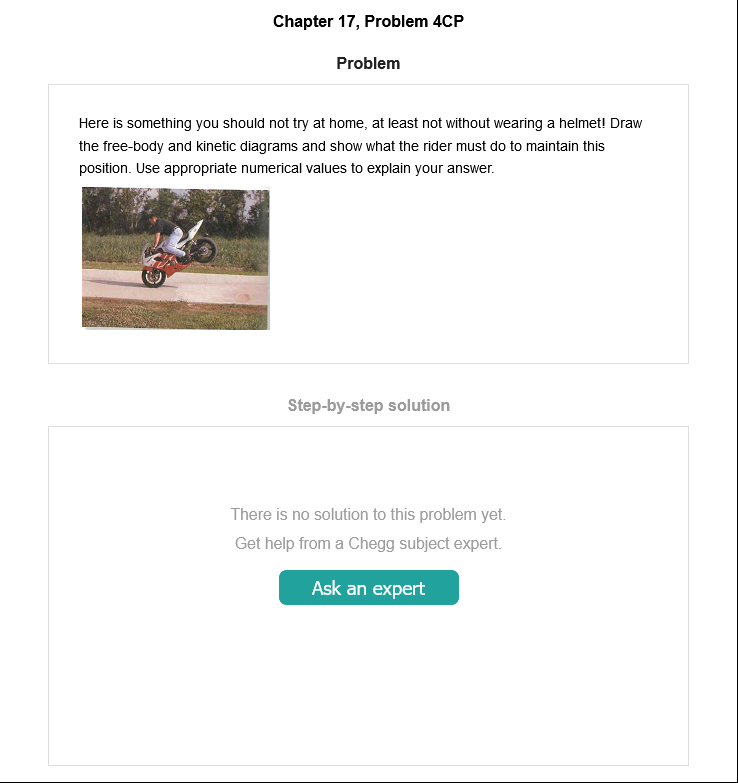 Chapter 17, Problem 4CP
Problem
Here is something you should not try at home, at least not without wearing a helmet! Draw
the free-body and kinetic diagrams and show what the rider must do to maintain this
position. Use appropriate numerical values to explain your answer.
Step-by-step solution
There is no solution to this problem yet.
Get help from a Chegg subject expert.
Ask an expert